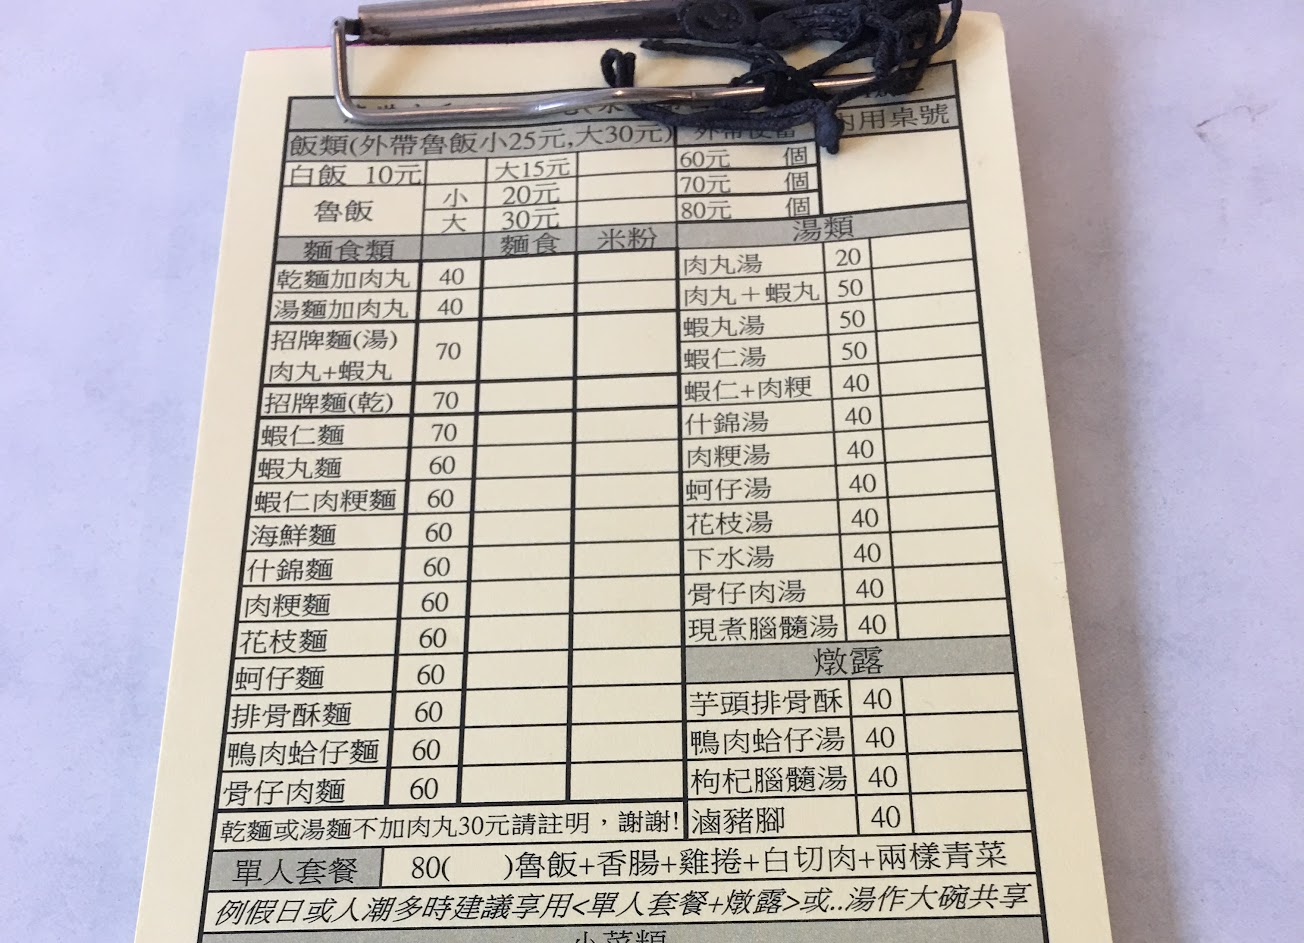 飯類(外帶魯飯小25元,大30元)
內用桌號
白飯 10元 大15元
60元 個
魯飯 小 20元
70元 個
大 30元
80元 個
麵食類 麵食 米粉
乾麵加肉丸 40
湯麵加肉丸 40
招牌麵(湯)
肉丸+蝦丸 70
招牌麵(乾) 70
蝦仁麵 70
蝦丸麵 60
蝦仁肉粳麵 60
海鮮麵 60
什錦麵 60
肉粳麵 60
花枝麵 60
蚵仔麵 60
排骨酥麵 60
鴨肉蛤仔麵 60
骨仔肉麵 60
乾麵或湯麵不加肉丸30元請註明，謝謝!
湯類
肉丸湯 20
肉丸＋蝦丸 50
蝦丸湯 50
蝦仁湯 50
蝦仁+肉粳 40
什錦湯 40
肉粳湯 40
蚵仔湯 40
花枝湯 40
下水湯 40
骨仔肉湯 40
現煮腦髓湯 40
燉露
芋頭排骨酥 40
鴨肉蛤仔湯 40
枸杞腦髓湯 40
滷豬腳 40
單人套餐 80( )魯飯+香腸+雞捲+白切肉+兩樣青菜
例假日或人潮多時建議享用<單人套餐+燉露>或..湯作大碗共享
小菜類